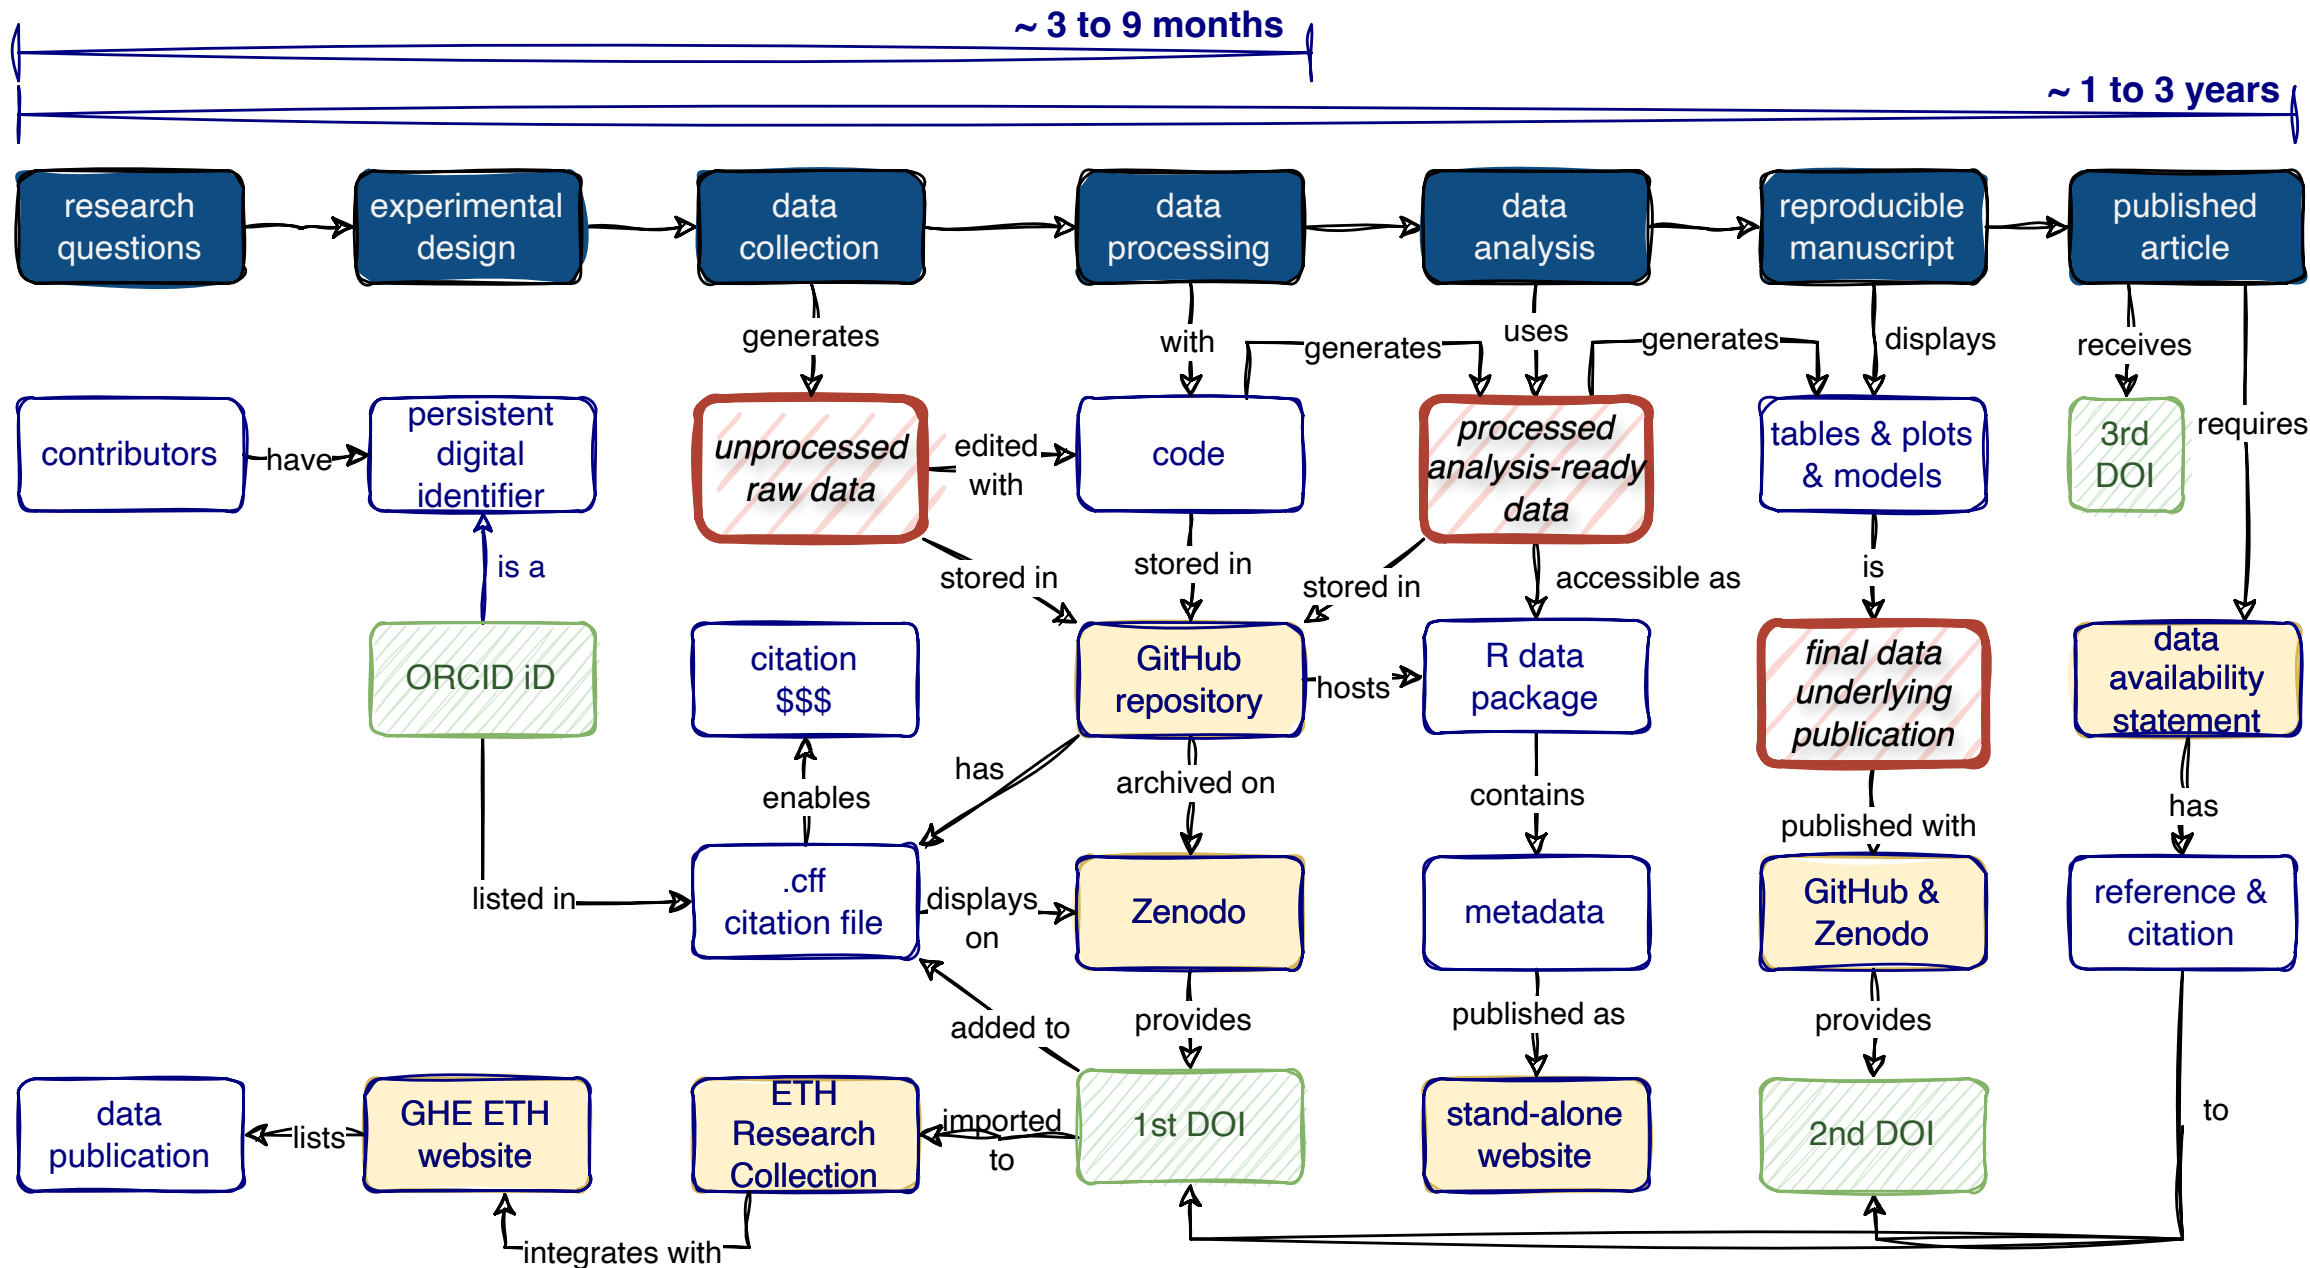 ~ 3 to 9 months
~ 1 to 3 years
research
questions
experimental
design
data
collection
data
processing
data
analysis
reproducible
manuscript
published
article
generates
with
generates
uses
generates
displays
receives
requires
contributors
have
persistent
digital
identifier
unprocessed
raw data
edited
with
code
processed
analysis-ready
data
tables & plots
& models
3rd
DOI
is a
stored in
stored in
stored in
accessible as
is
ORCID iD
citation
$$$
GitHub
repository
hosts
R data
package
final data
underlying
publication
data
availability
statement
enables
has
archived on
contains
published with
has
listed in
.cff
citation file
displays
on
Zenodo
metadata
GitHub &
Zenodo
reference &
citation
added to
provides
published as
provides
to
data
publication
lists
GHE ETH
website
ETH
Research
Collection
imported
to
1st DOI
stand-alone
website
2nd DOI
integrates with